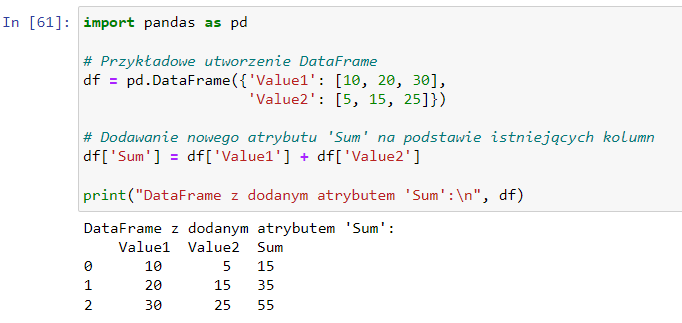 In [61]: import pandas as pd
# Przykładowe utworzenie DataFrame
df = pd.DataFrame({'Value1': [10, 20, 30],
                   'Value2': [5, 15, 25]})
# Dodawanie nowego atrybutu 'Sum' na podstawie istniejących kolumn
df['Sum'] = df['Value1'] + df['Value2']
print("DataFrame z dodanym atrybutem 'Sum':\n", df)
DataFrame z dodanym atrybutem 'Sum':
    Value1  Value2  Sum
0      10       5   15
1      20      15   35
2      30      25   55